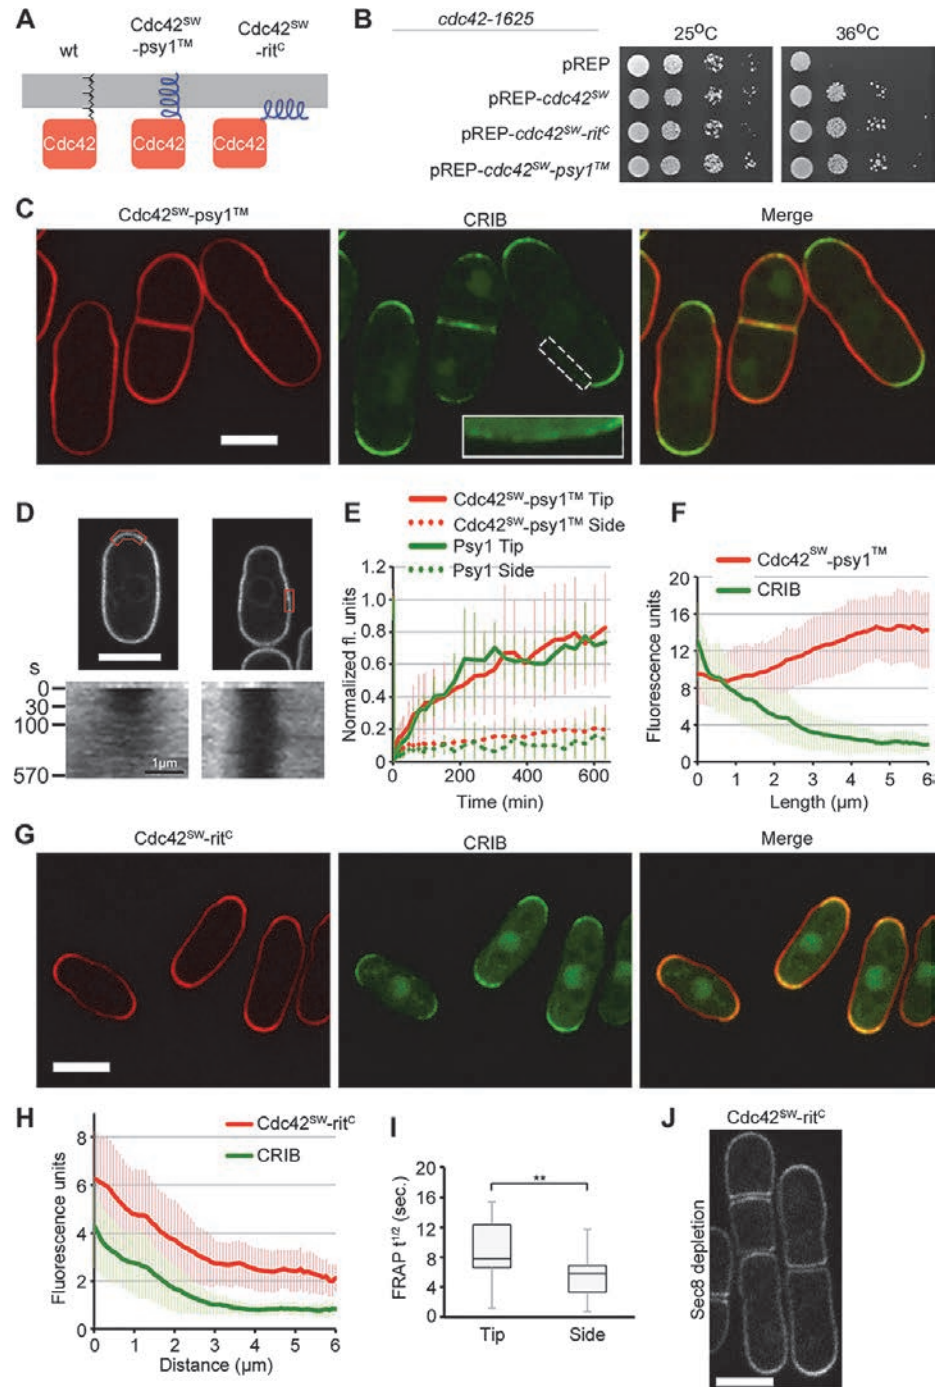 A
wt
Cdc42ˢᵂ
-psy1ᵀᴹ
Cdc42ˢᵂ
-ritᶜ
Cdc42
Cdc42
Cdc42
B
cdc42-1625
25⁰C
36⁰C
pREP
pREP-cdc42ˢᵂ
pREP-cdc42ˢᵂ-ritᶜ
pREP-cdc42ˢᵂ-psy1ᵀᴹ
C
Cdc42ˢᵂ-psy1ᵀᴹ
CRIB
Merge
D
s
0
30
100
570
1µm
E
Cdc42ˢᵂ-psy1ᵀᴹ Tip
Cdc42ˢᵂ-psy1ᵀᴹ Side
Psy1 Tip
Psy1 Side
Normalized fl. units
1.2
1.0
0.8
0.6
0.4
0.2
0
0 200 400 600
Time (min)
F
Cdc42ˢᵂ-psy1ᵀᴹ
CRIB
Fluorescence units
20
16
12
8
4
0
0 1 2 3 4 5 6
Length (µm)
G
Cdc42ˢᵂ-ritᶜ
CRIB
Merge
H
Cdc42ˢᵂ-ritᶜ
CRIB
Fluorescence units
8
6
4
2
0
0 1 2 3 4 5 6
Distance (µm)
I
FRAP t¹ᐟ² (sec.)
20
16
12
8
4
0
**
Tip
Side
J
Cdc42ˢᵂ-ritᶜ
Sec8 depletion